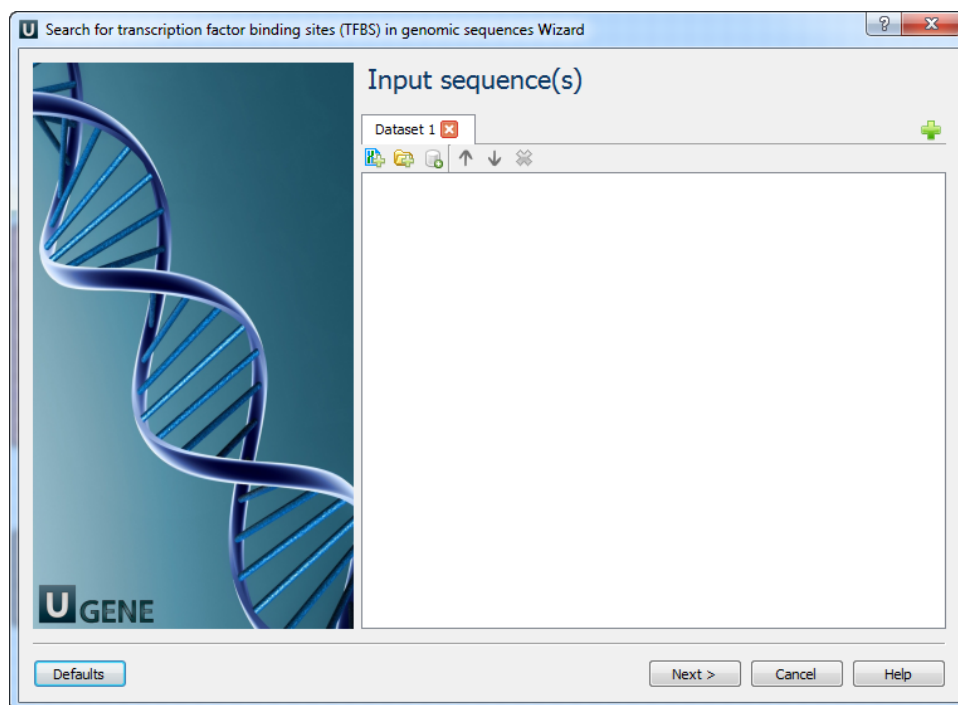 U Search for transcription factor binding sites (TFBS) in genomic sequences Wizard
Input sequence(s)
Dataset 1
U GENE
Defaults
Next >
Cancel
Help